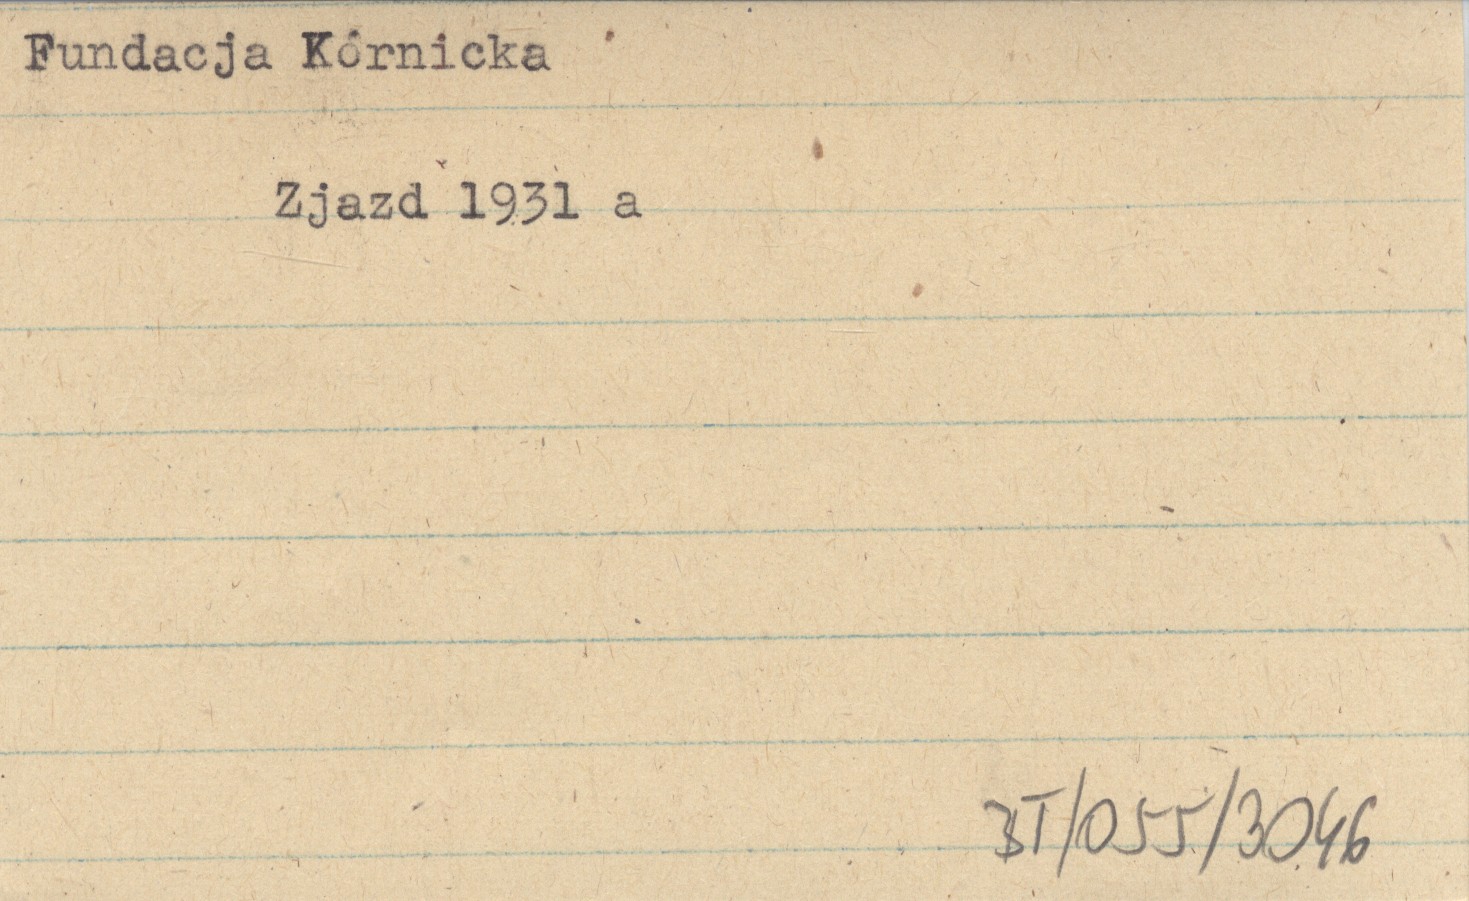 Fundacja Kórnicka
Zjazd 1931 a
BT/055/3046